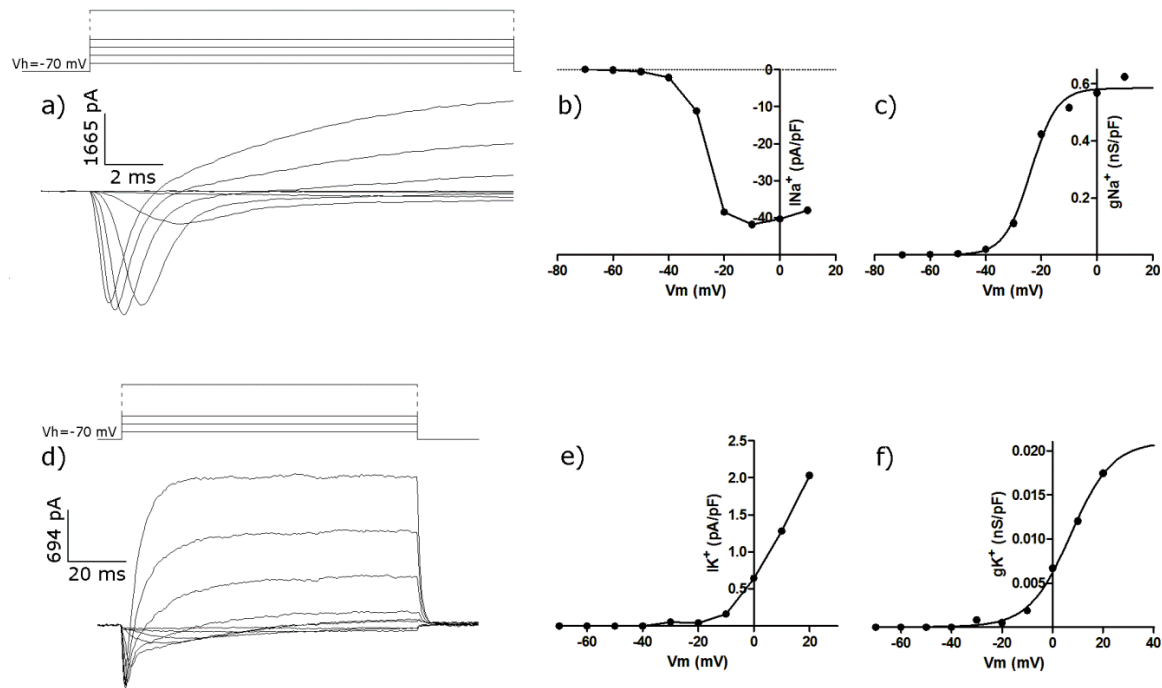 Vh=-70 mV
a)
1665 pA
2 ms
b)
0
-10
-20
-30
-40
INa⁺ (pA/pF)
-80 -60 -40 -20 0 20
Vm (mV)
c)
0.6
0.4
0.2
gNa⁺ (nS/pF)
-80 -60 -40 -20 0 20
Vm (mV)
Vh=-70 mV
d)
694 pA
20 ms
e)
2.5
2.0
1.5
1.0
0.5
IK⁺ (pA/pF)
-60 -40 -20 0 20
Vm (mV)
f)
0.020
0.015
0.010
0.005
gK⁺ (nS/pF)
-60 -40 -20 0 20 40
Vm (mV)